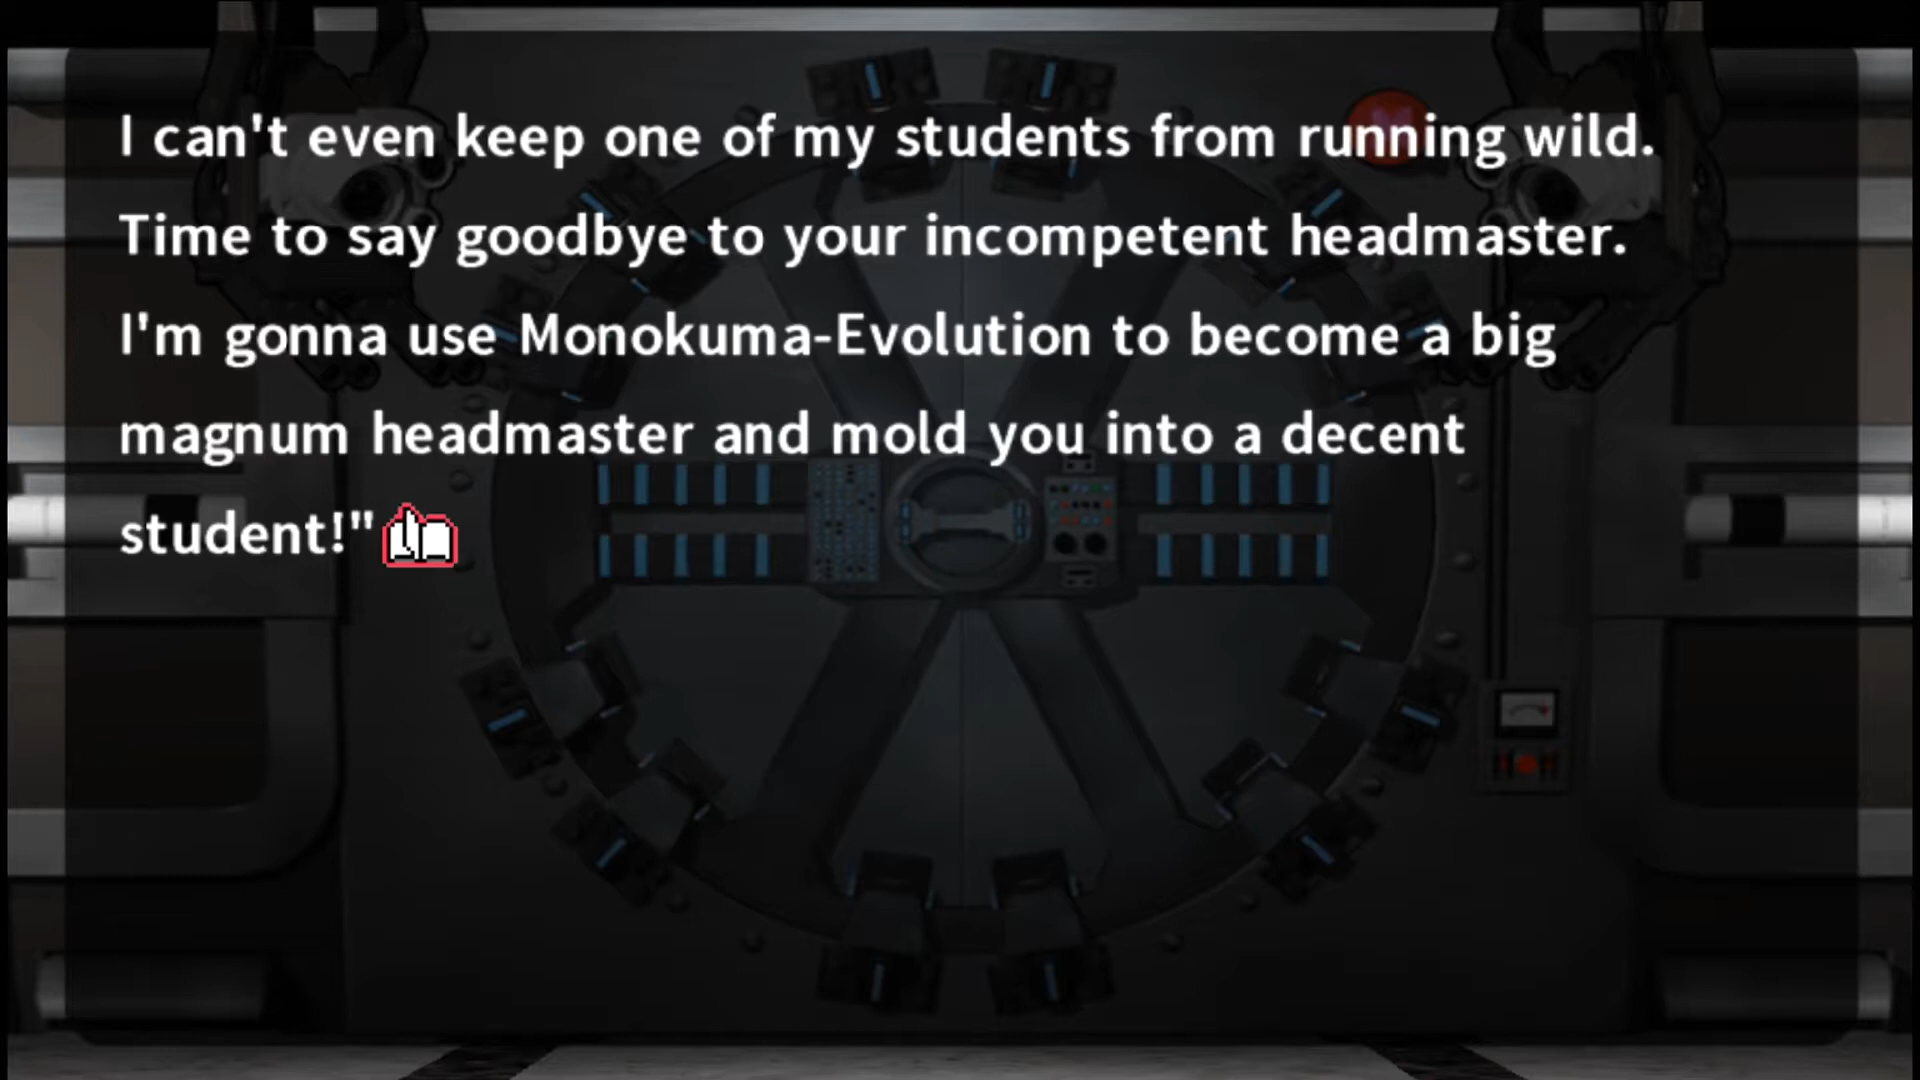 I can't even keep one of my students from running wild.
Time to say goodbye to your incompetent headmaster.
I'm gonna use Monokuma-Evolution to become a big
magnum headmaster and mold you into a decent
student!"